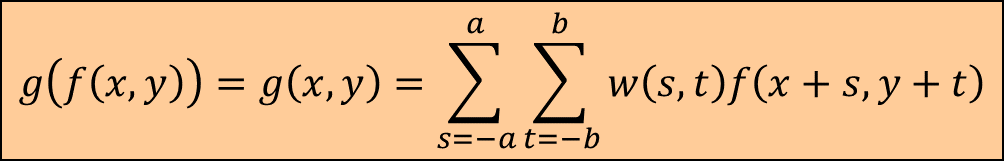 g(f(x, y)) = g(x, y) = ∑_{s=−a}^{a} ∑_{t=−b}^{b} w(s, t)f(x + s, y + t)